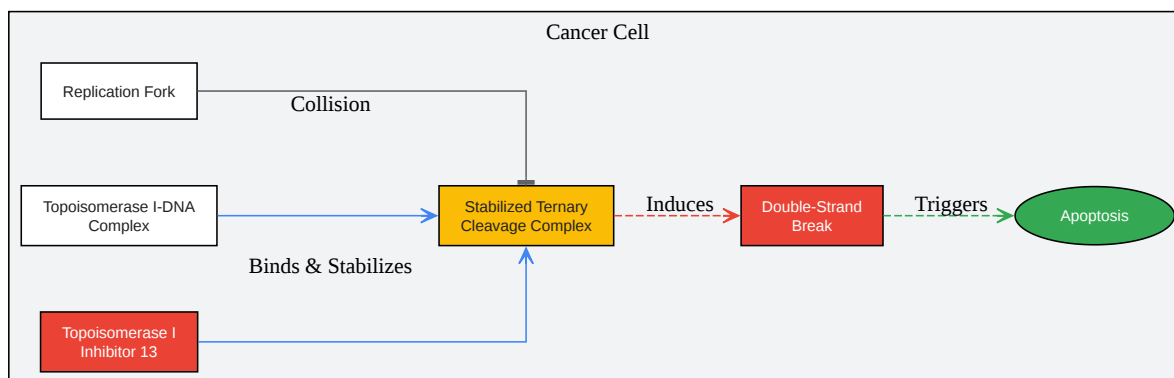 Cancer Cell
Replication Fork
Collision
Topoisomerase I-DNA
Complex
Stabilized Ternary
Cleavage Complex
Induces
Double-Strand
Break
Triggers
Apoptosis
Binds & Stabilizes
Topoisomerase I
Inhibitor 13